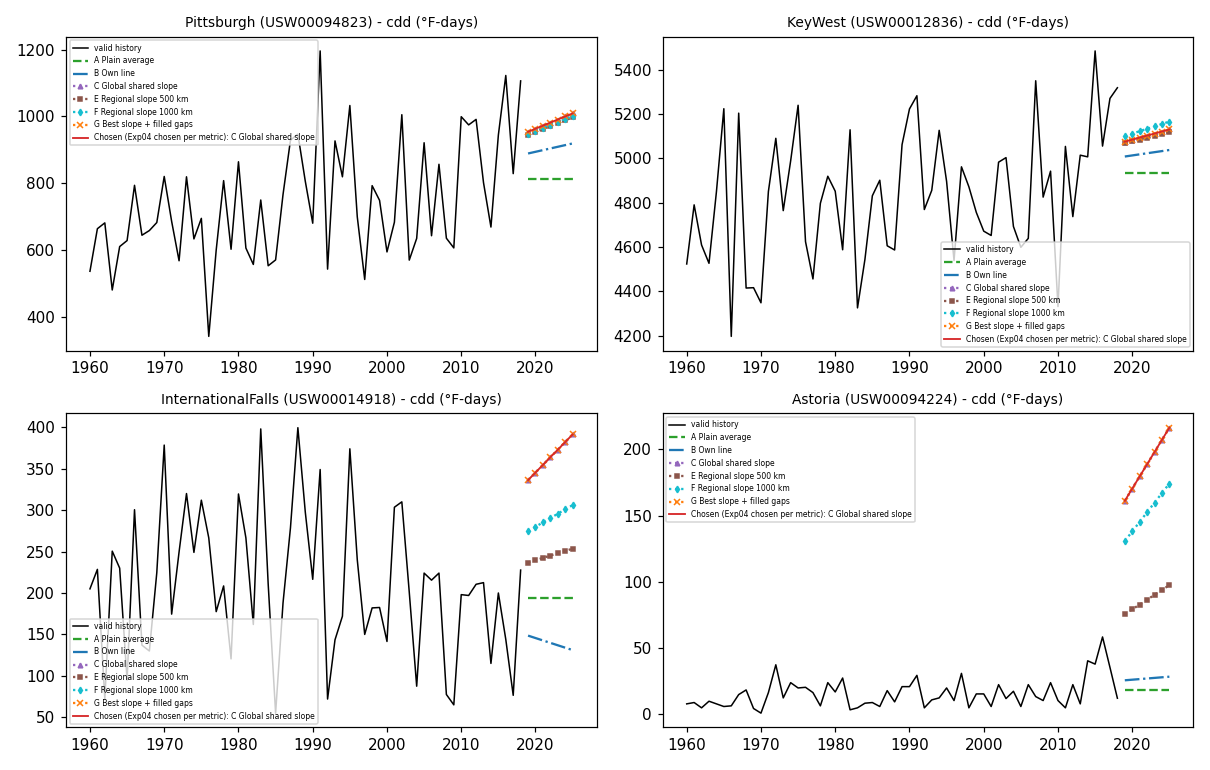 Pittsburgh (USW00094823) - cdd (°F-days)
1200
1000
800
600
400
valid history
A Plain average
B Own line
C Global shared slope
E Regional slope 500 km
F Regional slope 1000 km
G Best slope + filled gaps
Chosen (Exp04 chosen per metric): C Global shared slope
1960 1970 1980 1990 2000 2010 2020
KeyWest (USW00012836) - cdd (°F-days)
5400
5200
5000
4800
4600
4400
4200
valid history
A Plain average
B Own line
C Global shared slope
E Regional slope 500 km
F Regional slope 1000 km
G Best slope + filled gaps
Chosen (Exp04 chosen per metric): C Global shared slope
1960 1970 1980 1990 2000 2010 2020
InternationalFalls (USW00014918) - cdd (°F-days)
400
350
300
250
200
150
100
50
valid history
A Plain average
B Own line
C Global shared slope
E Regional slope 500 km
F Regional slope 1000 km
G Best slope + filled gaps
Chosen (Exp04 chosen per metric): C Global shared slope
1960 1970 1980 1990 2000 2010 2020
Astoria (USW00094224) - cdd (°F-days)
200
150
100
50
0
valid history
A Plain average
B Own line
C Global shared slope
E Regional slope 500 km
F Regional slope 1000 km
G Best slope + filled gaps
Chosen (Exp04 chosen per metric): C Global shared slope
1960 1970 1980 1990 2000 2010 2020